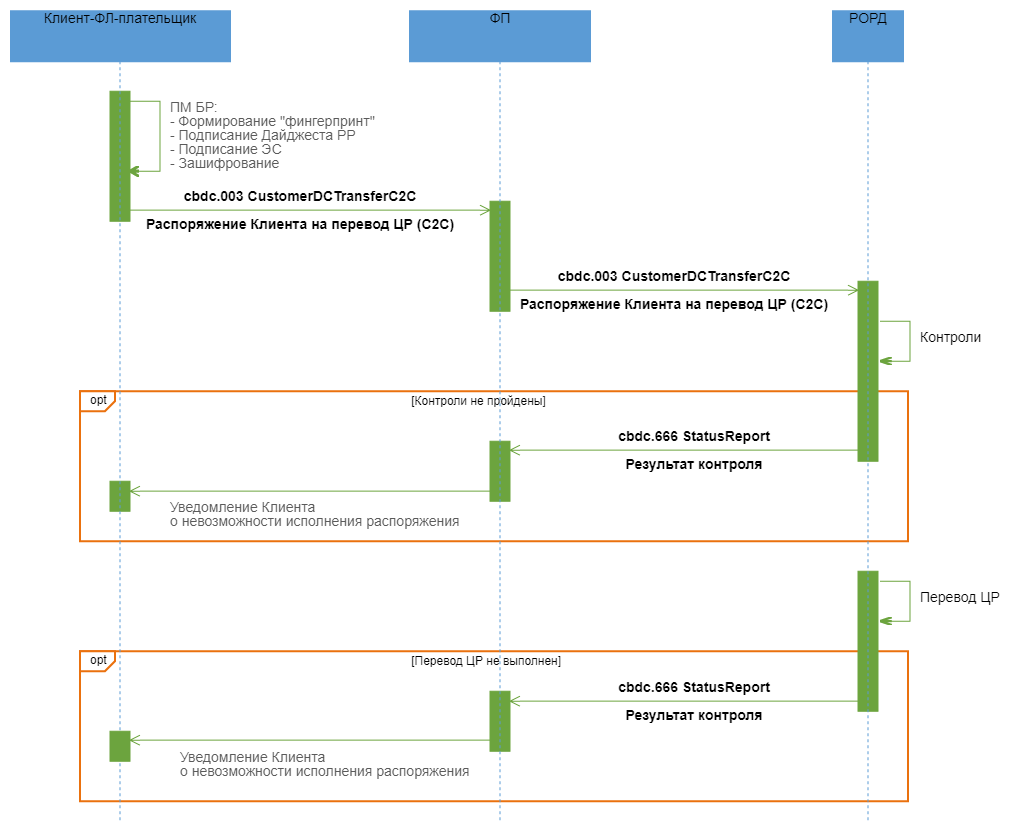 Клиент-ФЛ-плательщик
ФП
РОРД
ПМ БР:
- Формирование "фингерпринт"
- Подписание Дайджеста РР
- Подписание ЭС
- Зашифрование
cbdc.003 CustomerDCTransferC2C
Распоряжение Клиента на перевод ЦР (С2С)
cbdc.003 CustomerDCTransferC2C
Распоряжение Клиента на перевод ЦР (С2С)
Контроли
opt
[Контроли не пройдены]
cbdc.666 StatusReport
Результат контроля
Уведомление Клиента
о невозможности исполнения распоряжения
Перевод ЦР
opt
[Перевод ЦР не выполнен]
cbdc.666 StatusReport
Результат контроля
Уведомление Клиента
о невозможности исполнения распоряжения